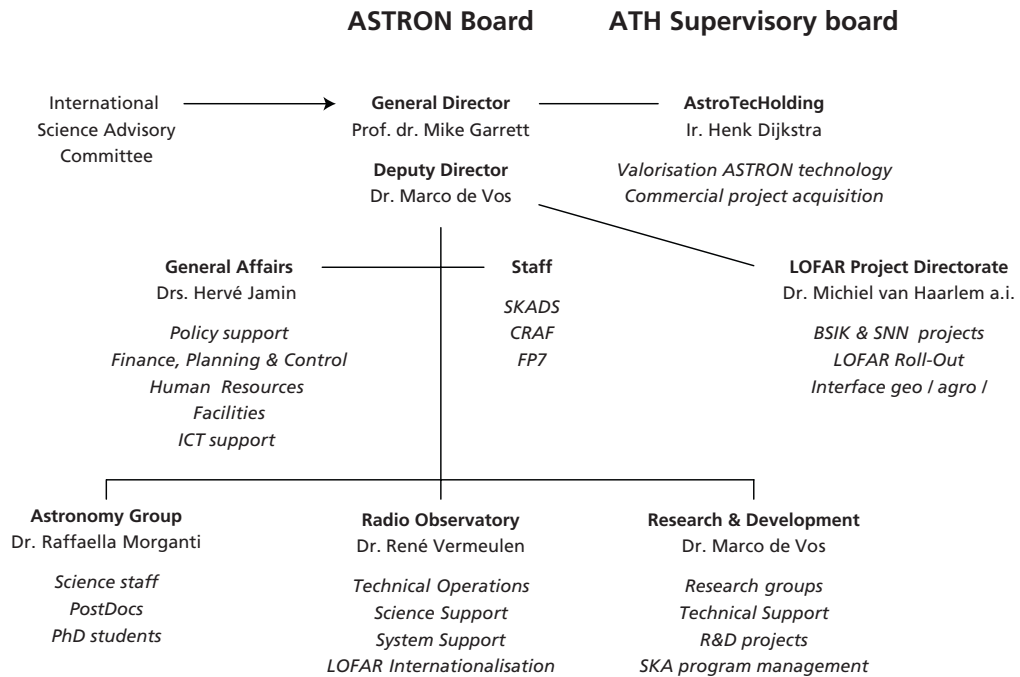 ASTRON Board
ATH Supervisory board
International
Science Advisory
Committee
General Director
Prof. dr. Mike Garrett
Deputy Director
Dr. Marco de Vos
AstroTecHolding
Ir. Henk Dijkstra
Valorisation ASTRON technology
Commercial project acquisition
General Affairs
Drs. Hervé Jamin
Policy support
Finance, Planning & Control
Human Resources
Facilities
ICT support
Staff
SKADS
CRAF
FP7
LOFAR Project Directorate
Dr. Michiel van Haarlem a.i.
BSIK & SNN projects
LOFAR Roll-Out
Interface geo / agro /
Astronomy Group
Dr. Raffaella Morganti
Science staff
PostDocs
PhD students
Radio Observatory
Dr. René Vermeulen
Technical Operations
Science Support
System Support
LOFAR Internationalisation
Research & Development
Dr. Marco de Vos
Research groups
Technical Support
R&D projects
SKA program management